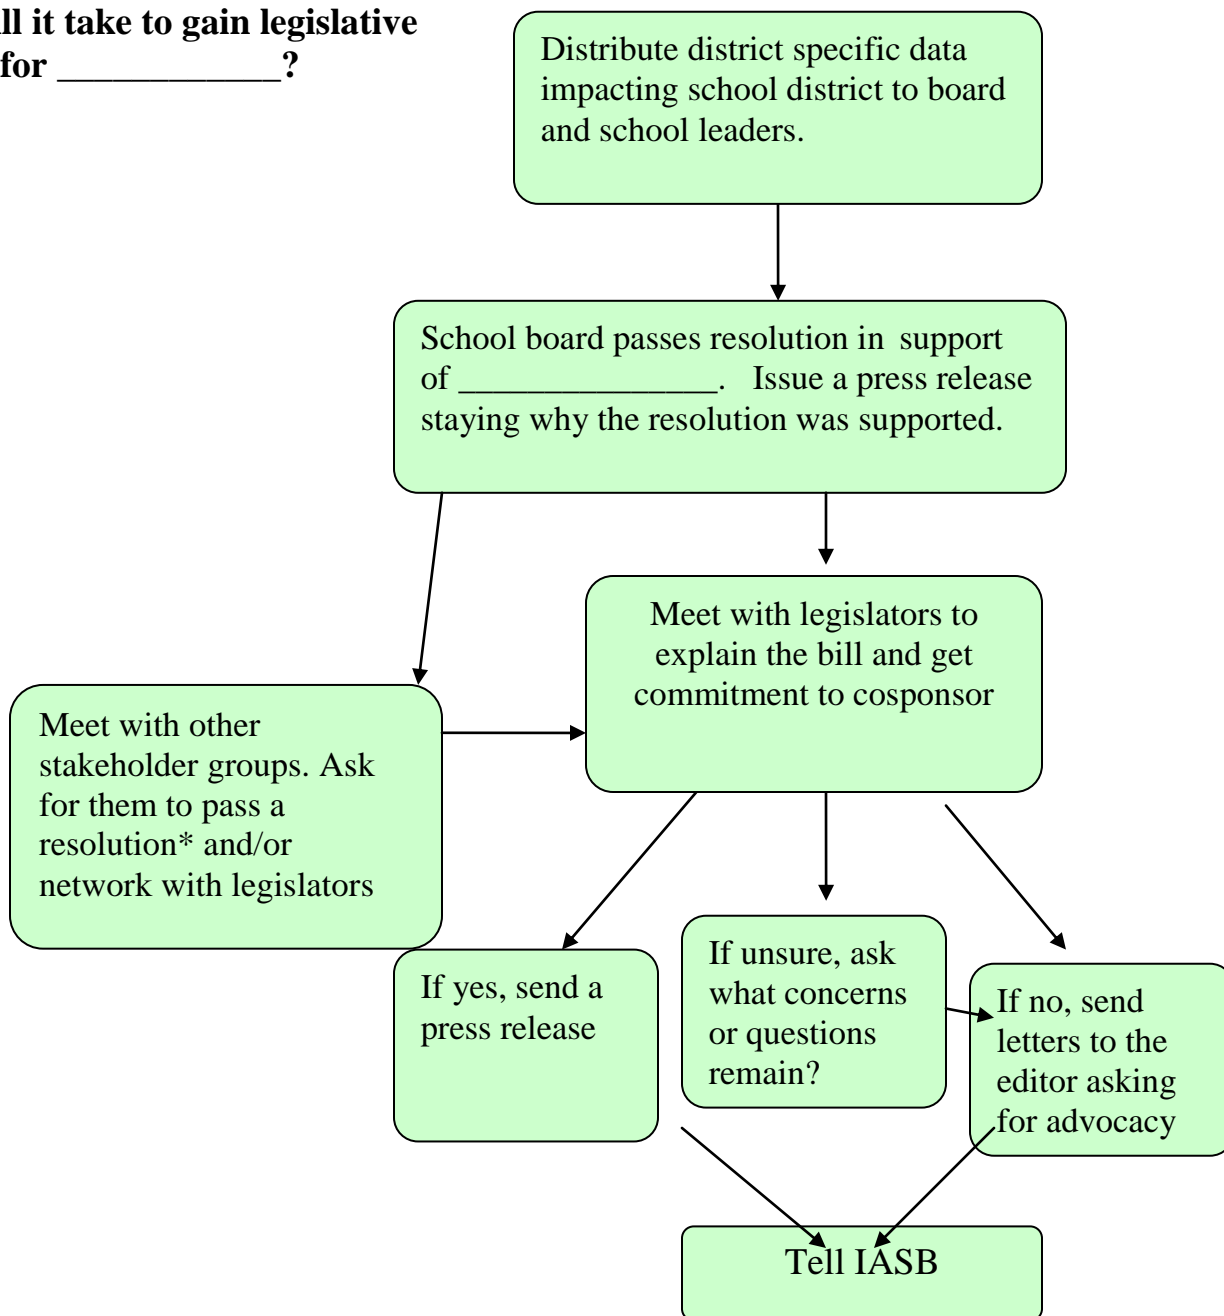 ll it take to gain legislative
for ____________?
Distribute district specific data
impacting school district to board
and school leaders.
School board passes resolution in support
of _______________. Issue a press release
staying why the resolution was supported.
Meet with legislators to
explain the bill and get
commitment to cosponsor
Meet with other
stakeholder groups. Ask
for them to pass a
resolution* and/or
network with legislators
If yes, send a
press release
If unsure, ask
what concerns
or questions
remain?
If no, send
letters to the
editor asking
for advocacy
Tell IASB